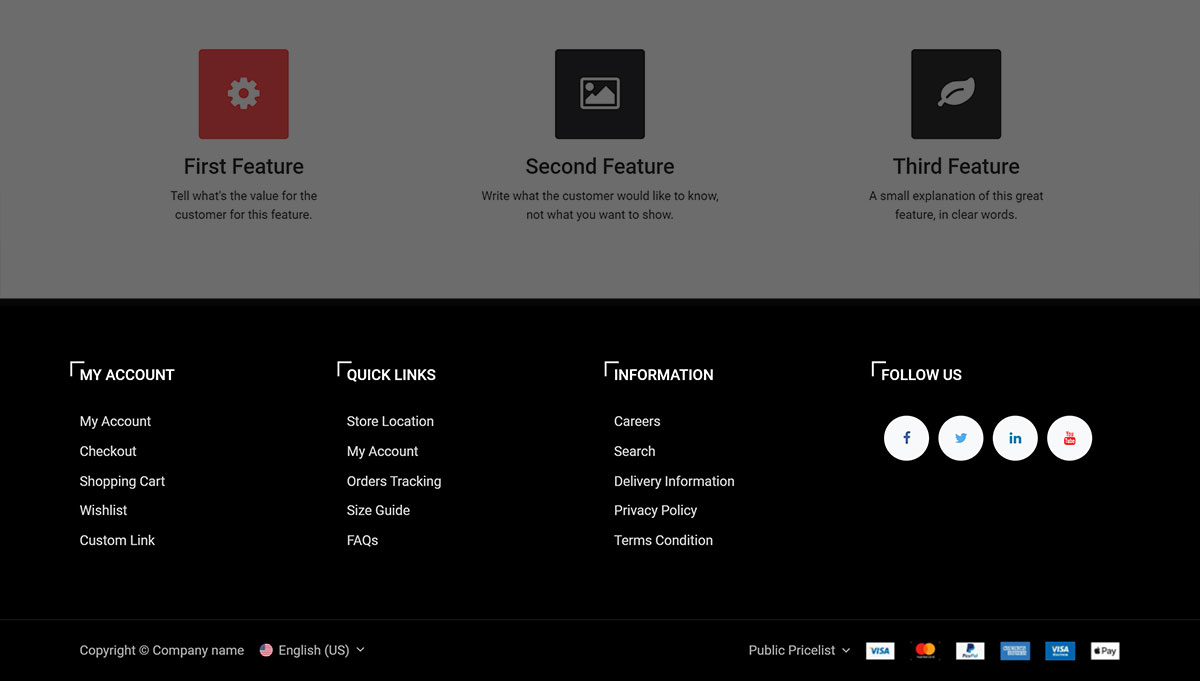 First Feature
Tell what's the value for the
customer for this feature.
Second Feature
Write what the customer would like to know,
not what you want to show.
Third Feature
A small explanation of this great
feature, in clear words.
MY ACCOUNT
My Account
Checkout
Shopping Cart
Wishlist
Custom Link
QUICK LINKS
Store Location
My Account
Orders Tracking
Size Guide
FAQs
INFORMATION
Careers
Search
Delivery Information
Privacy Policy
Terms Condition
FOLLOW US
f
in
You
Tube
Copyright © Company name
English (US)
Public Pricelist
VISA
PayPal
VISA
Pay